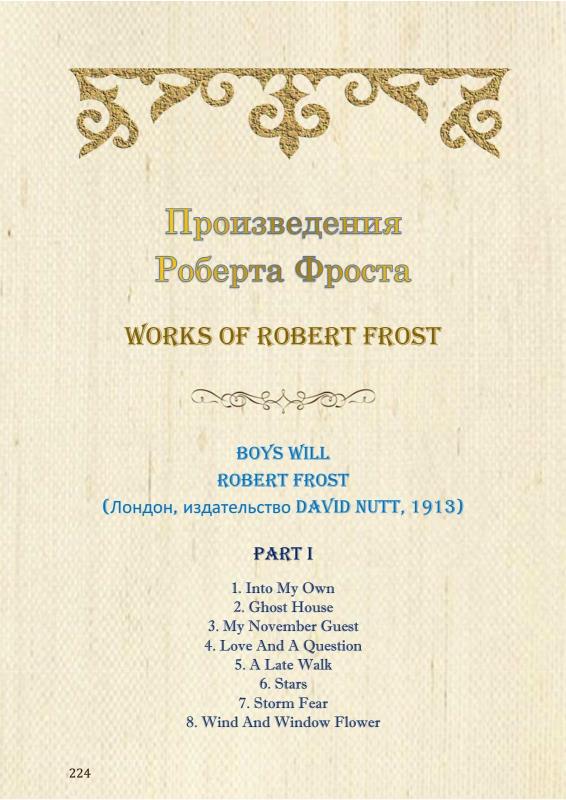 Произведения
Роберта Фроста
WORKS OF ROBERT FROST
BOYS WILL
ROBERT FROST
(Лондон, издательство DAVID NUTT, 1913)
PART I
1. Into My Own
2. Ghost House
3. My November Guest
4. Love And A Question
5. A Late Walk
6. Stars
7. Storm Fear
8. Wind And Window Flower
224